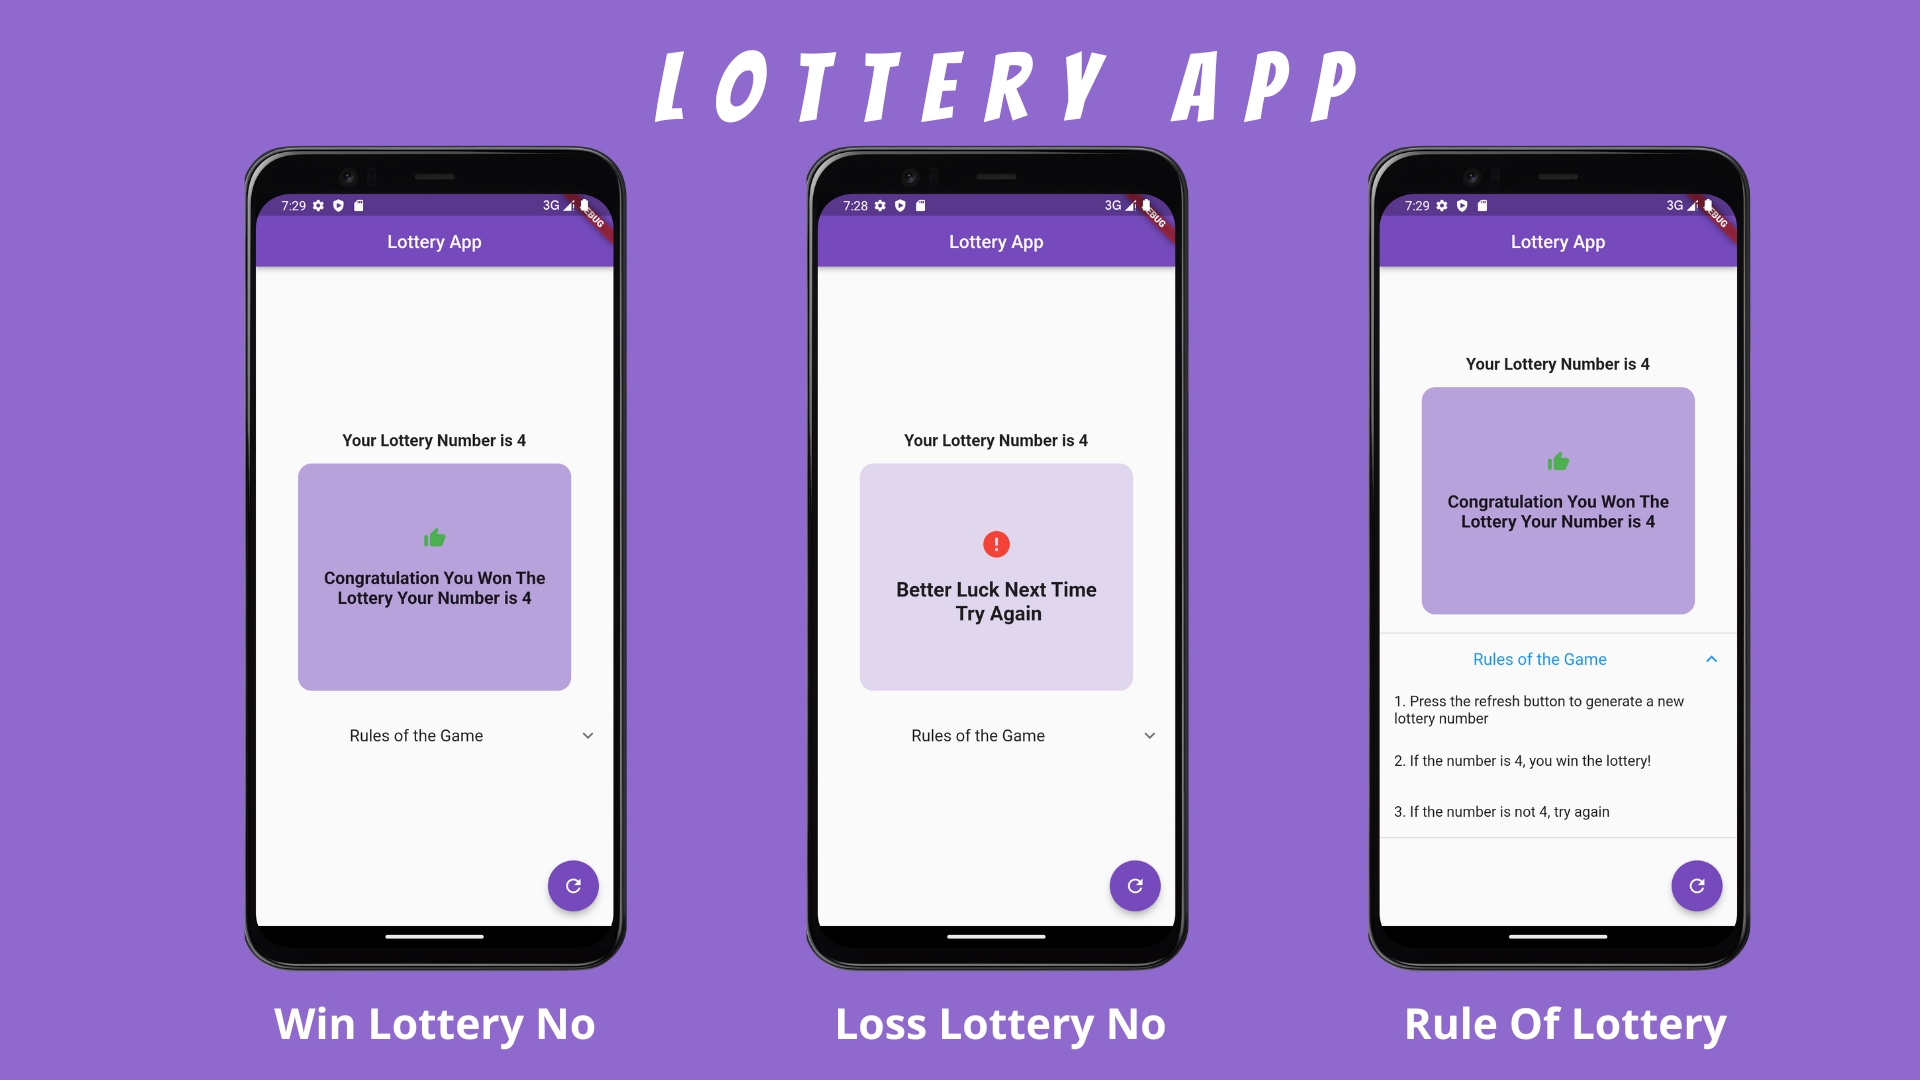 LOTTERY APP
7:29
3G
EBUG
Lottery App
Your Lottery Number is 4
Congratulation You Won The
Lottery Your Number is 4
Rules of the Game
Win Lottery No
7:28
3G
EBUG
Lottery App
Your Lottery Number is 4
Better Luck Next Time
Try Again
Rules of the Game
Loss Lottery No
7:29
3G
EBUG
Lottery App
Your Lottery Number is 4
Congratulation You Won The
Lottery Your Number is 4
Rules of the Game
1. Press the refresh button to generate a new
lottery number
2. If the number is 4, you win the lottery!
3. If the number is not 4, try again
Rule Of Lottery